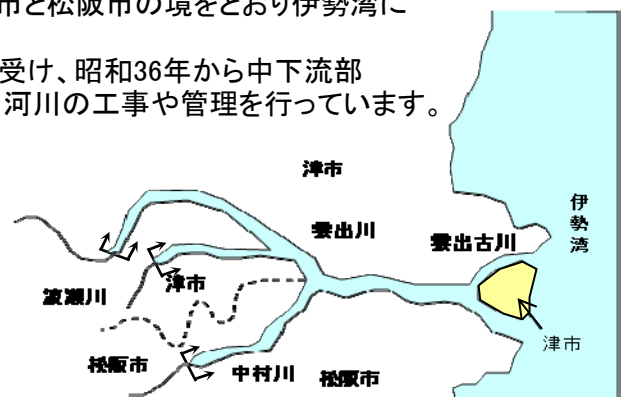 市と松阪市の境をとおり伊勢湾に
受け、昭和36年から中下流部
河川の工事や管理を行っています。
津市
伊勢湾
雲出川
雲出古川
津市
波瀬川
津市
松阪市
中村川
松阪市